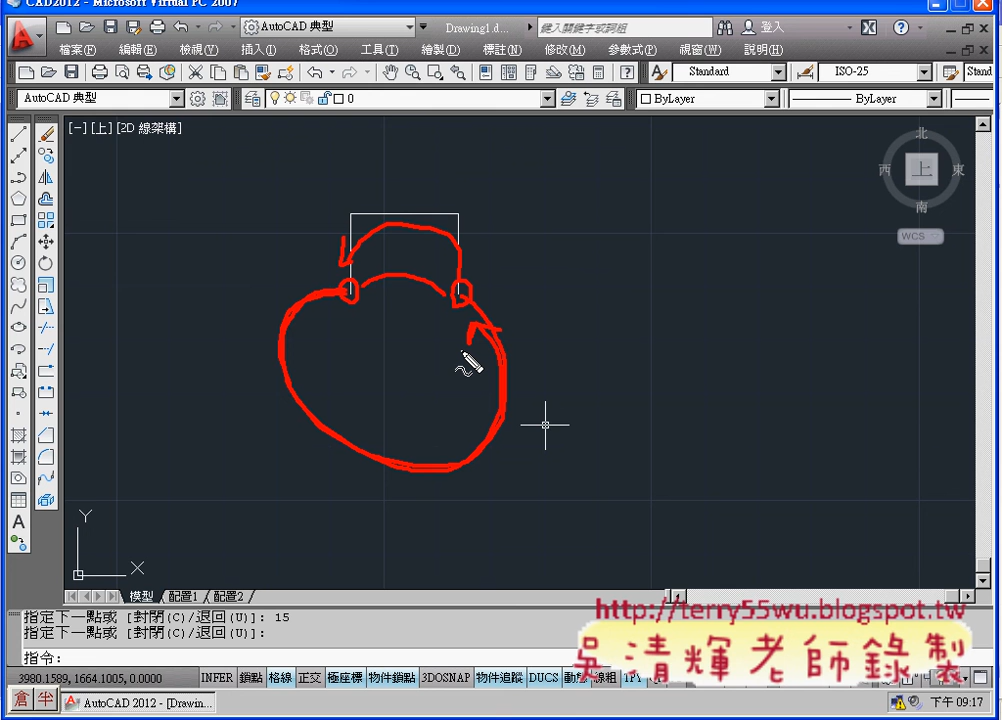 CAD2012 - Microsoft Virtual PC 2007
AutoCAD 典型
Drawing1.d...
鍵入關鍵字或詞組
登入
檔案(F) 編輯(E) 檢視(V) 插入(I) 格式(O) 工具(T) 繪製(D) 標註(N) 修改(M) 參數式(P) 視窗(W) 說明(H)
Standard ISO-25 Stand
AutoCAD 典型 0 ByLayer ByLayer
[-] [上] [2D 線架構]
北
西 上 東
南
WCS
Y
X
模型 配置1 配置2
指定下一點或 [封閉(C)/退回(U)]: 15
指定下一點或 [封閉(C)/退回(U)]:
指令:
http://terry55wu.blogspot.tw
吳清輝老師錄製
3980.1589, 1664.1005, 0.0000 INFER 鎖點 格線 正交 極座標 物件鎖點 3DOSNAP 物件追蹤 DUCS
倉 半 AutoCAD 2012 - [Drawin... 下午 09:17